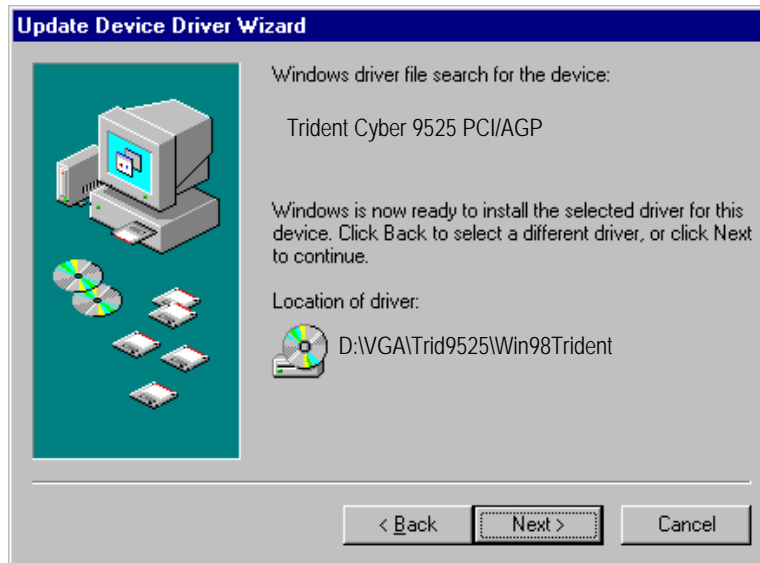 Update Device Driver Wizard
Windows driver file search for the device:
Trident Cyber 9525 PCI/AGP
Windows is now ready to install the selected driver for this
device. Click Back to select a different driver, or click Next
to continue.
Location of driver:
D:\VGA\Trid9525\Win98Trident
< Back
Next >
Cancel